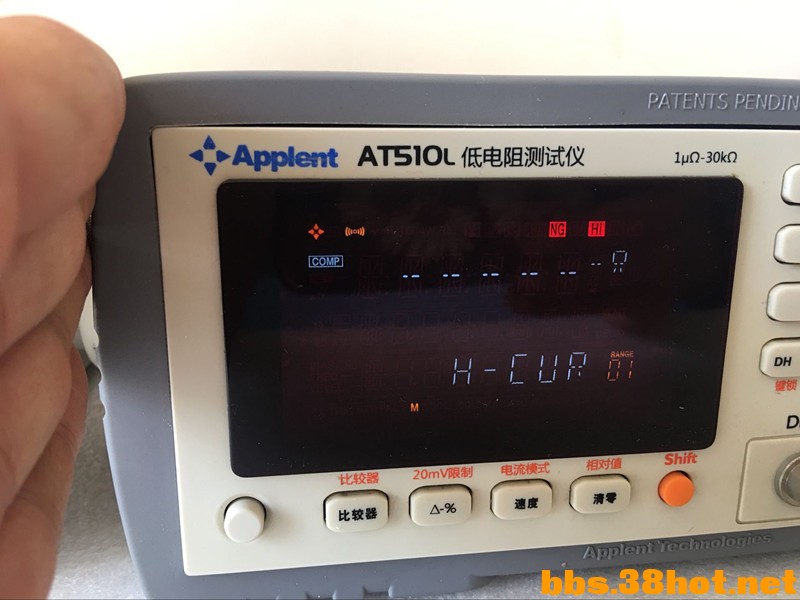 PATENTS PENDIN
Applent AT510L 低电阻测试仪 1μΩ-30kΩ
NG HI
COMP -- -- -- -- -- -- R
H-CUR RANGE 01
M
DH
键锁
比较器 20mV限制 电流模式 相对值 Shift
比较器 Δ-% 速度 清零
D
Applent Technologies
bbs.38hot.net